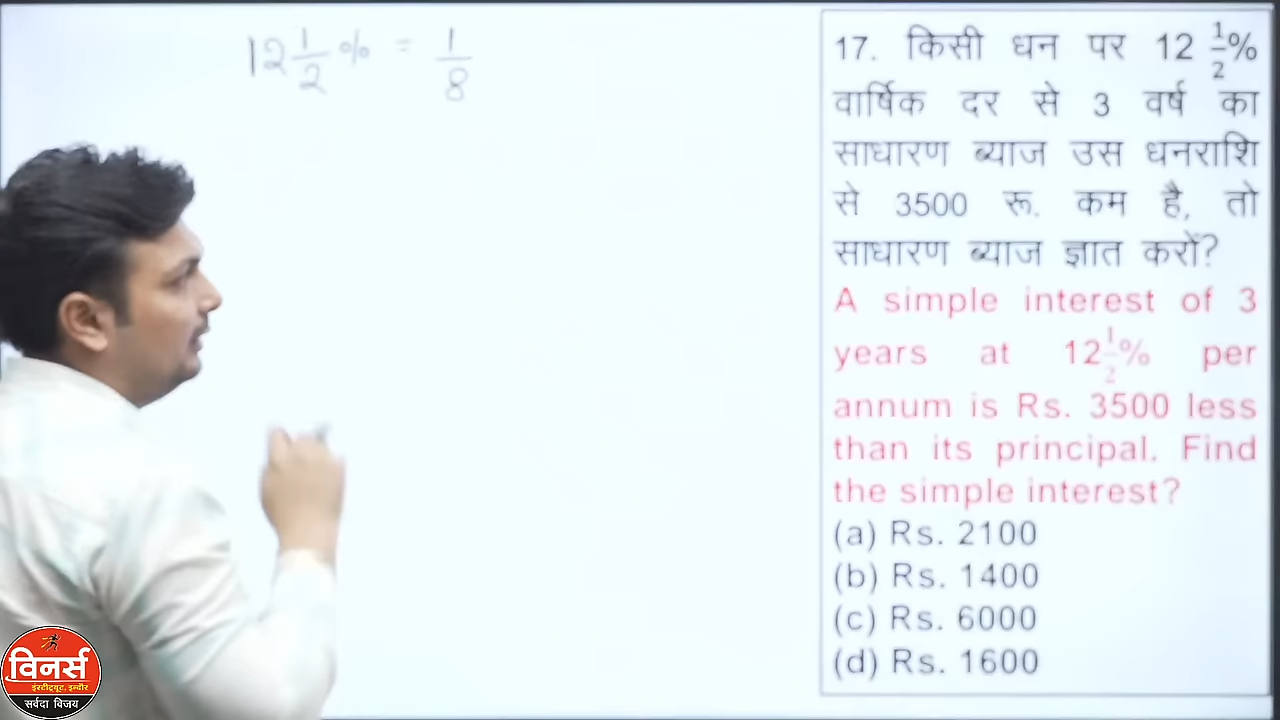 12 1/2 % = 1/8
17. किसी धन पर 12 1/2%
वार्षिक दर से 3 वर्ष का
साधारण ब्याज उस धनराशि
से 3500 रू. कम है, तो
साधारण ब्याज ज्ञात करों?
A simple interest of 3
years at 12 1/2% per
annum is Rs. 3500 less
than its principal. Find
the simple interest?
(a) Rs. 2100
(b) Rs. 1400
(c) Rs. 6000
(d) Rs. 1600
विनर्स
इंस्टीट्यूट, इन्दौर
सर्वदा विजय